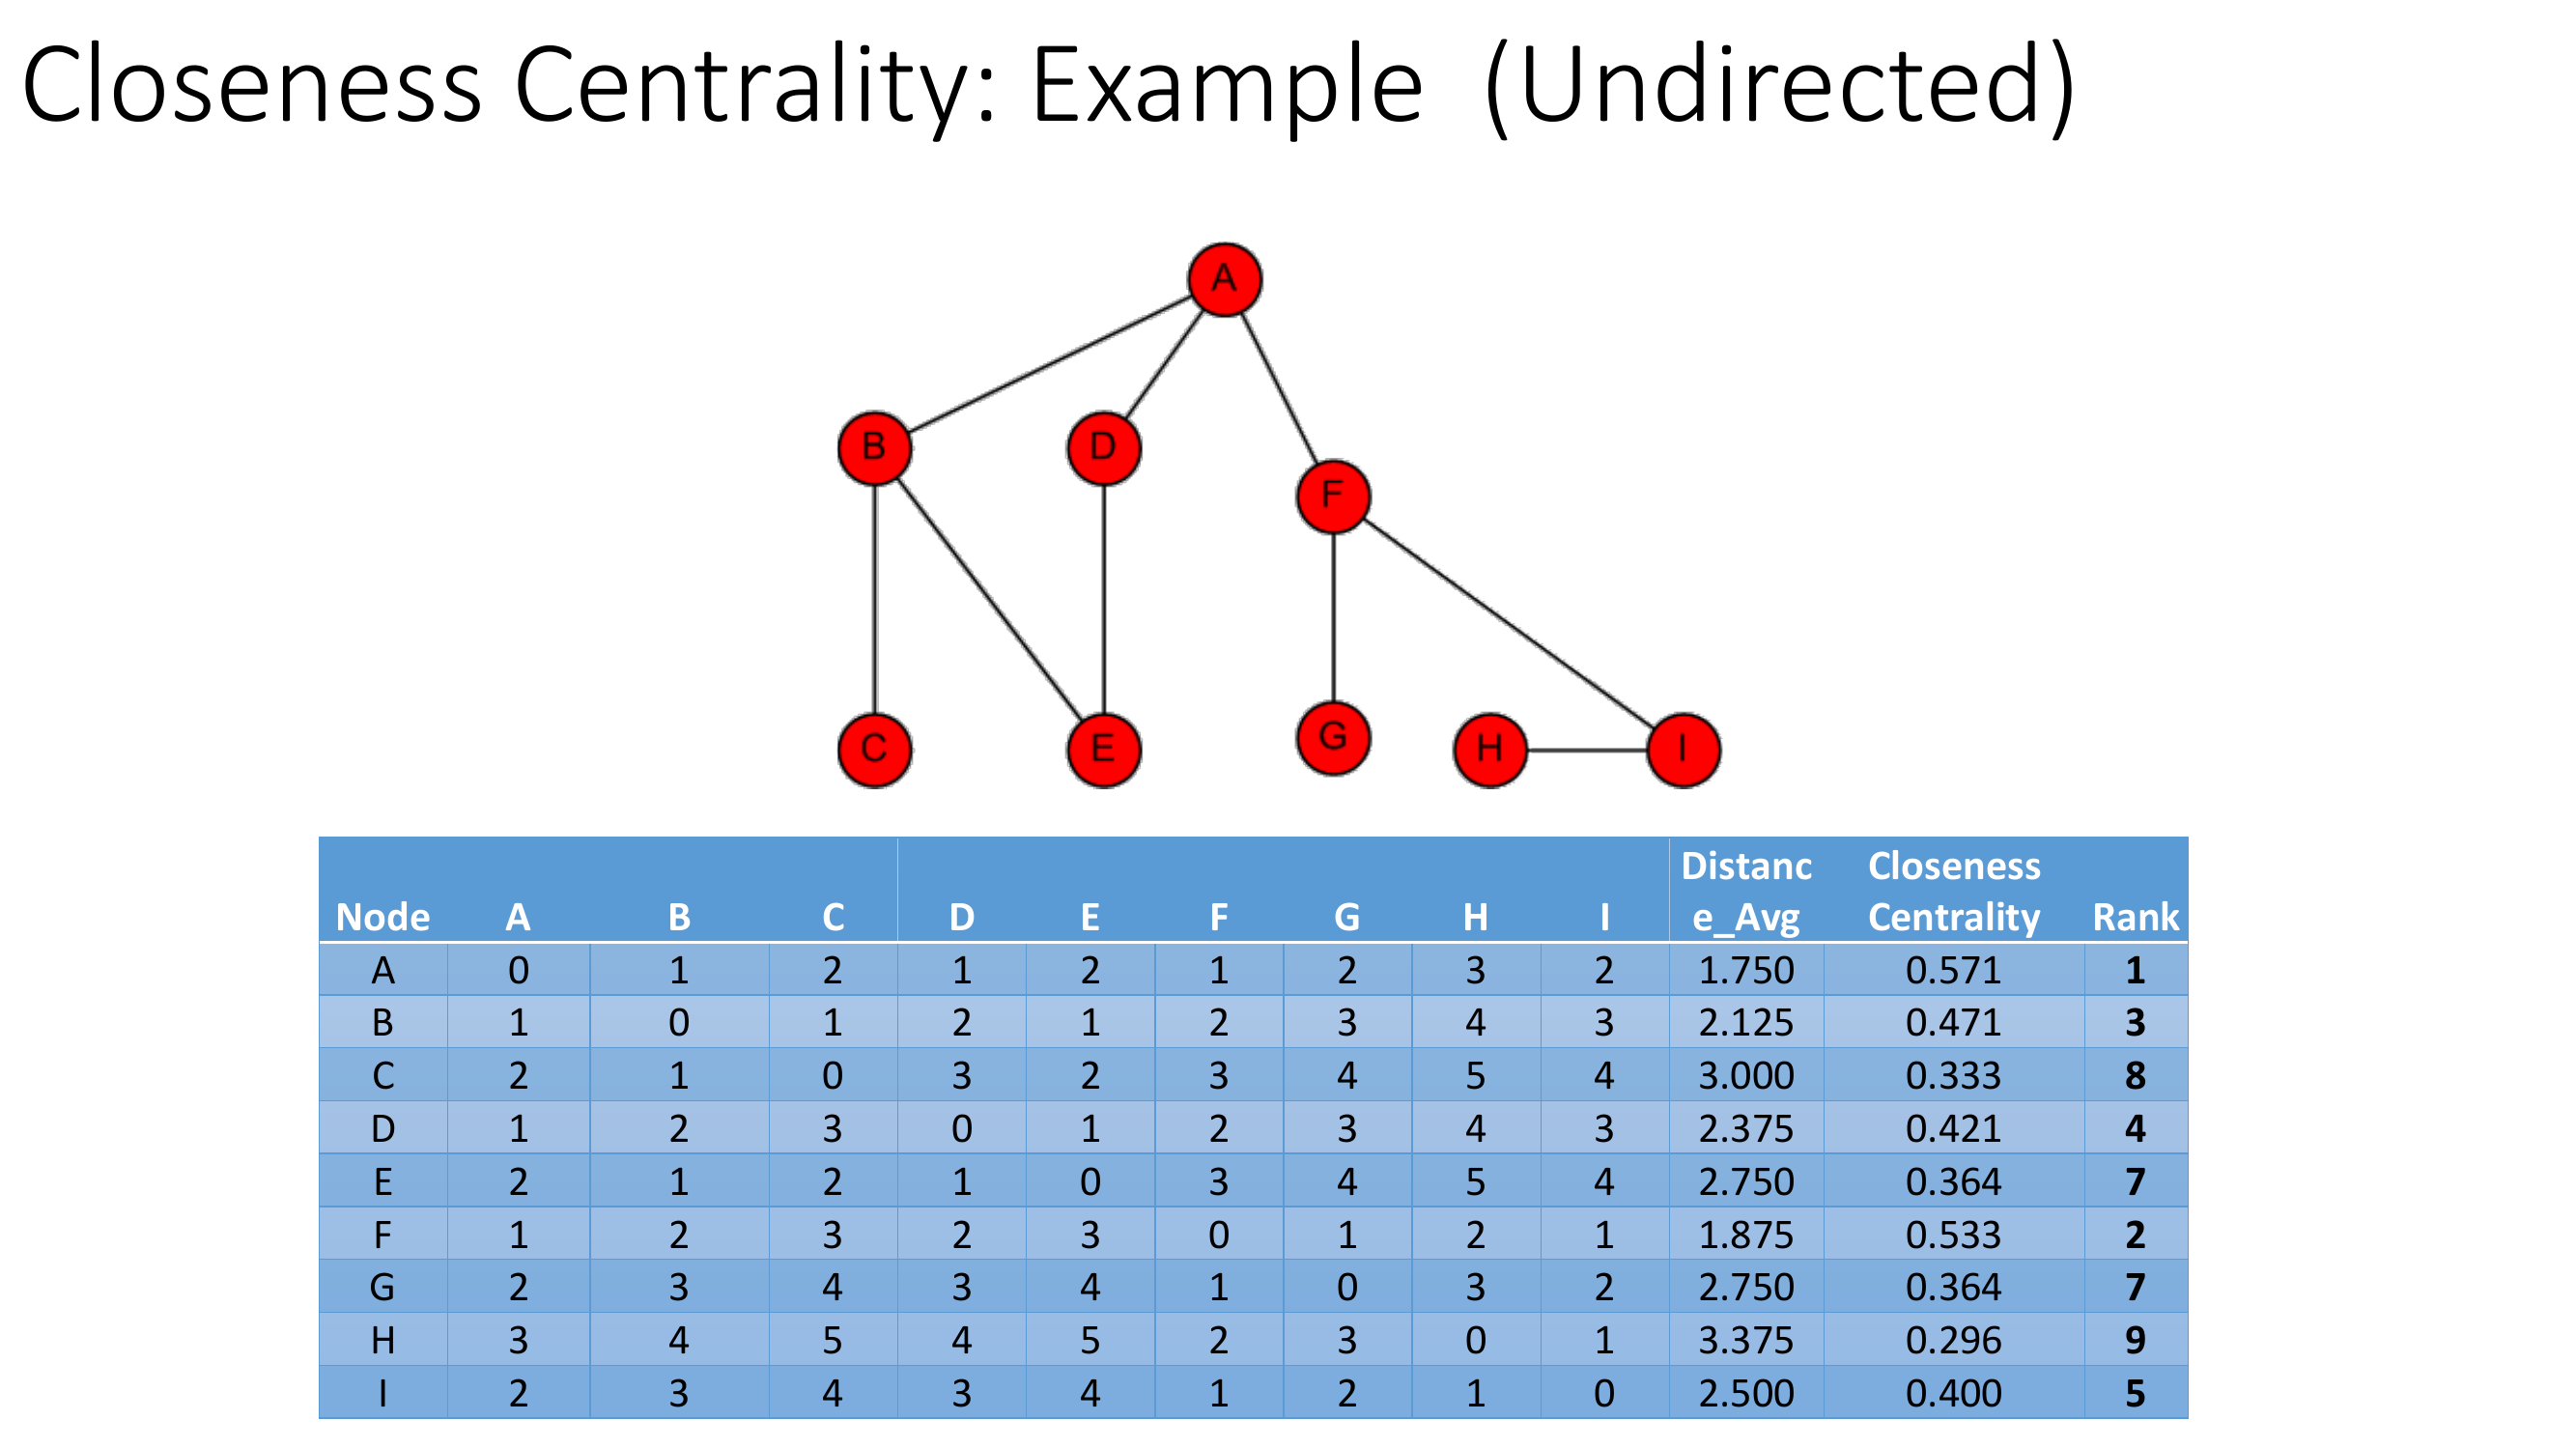 Closeness Centrality: Example (Undirected)
A
B
D
F
C
E
G
H
I
Node A B C D E F G H I Distanc e_Avg Closeness Centrality Rank
A 0 1 2 1 2 1 2 3 2 1.750 0.571 1
B 1 0 1 2 1 2 3 4 3 2.125 0.471 3
C 2 1 0 3 2 3 4 5 4 3.000 0.333 8
D 1 2 3 0 1 2 3 4 3 2.375 0.421 4
E 2 1 2 1 0 3 4 5 4 2.750 0.364 7
F 1 2 3 2 3 0 1 2 1 1.875 0.533 2
G 2 3 4 3 4 1 0 3 2 2.750 0.364 7
H 3 4 5 4 5 2 3 0 1 3.375 0.296 9
I 2 3 4 3 4 1 2 1 0 2.500 0.400 5